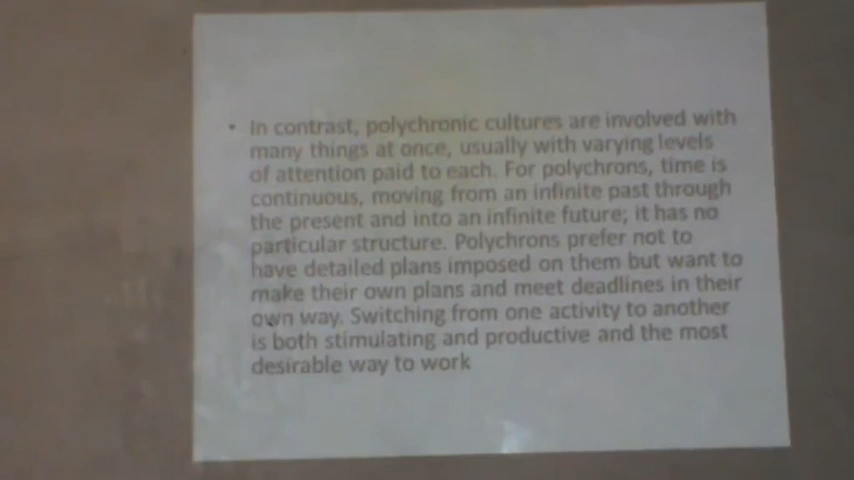 • In contrast, polychronic cultures are involved with
many things at once, usually with varying levels
of attention paid to each. For polychrons, time is
continuous, moving from an infinite past through
the present and into an infinite future; it has no
particular structure. Polychrons prefer not to
have detailed plans imposed on them but want to
make their own plans and meet deadlines in their
own way. Switching from one activity to another
is both stimulating and productive and the most
desirable way to work